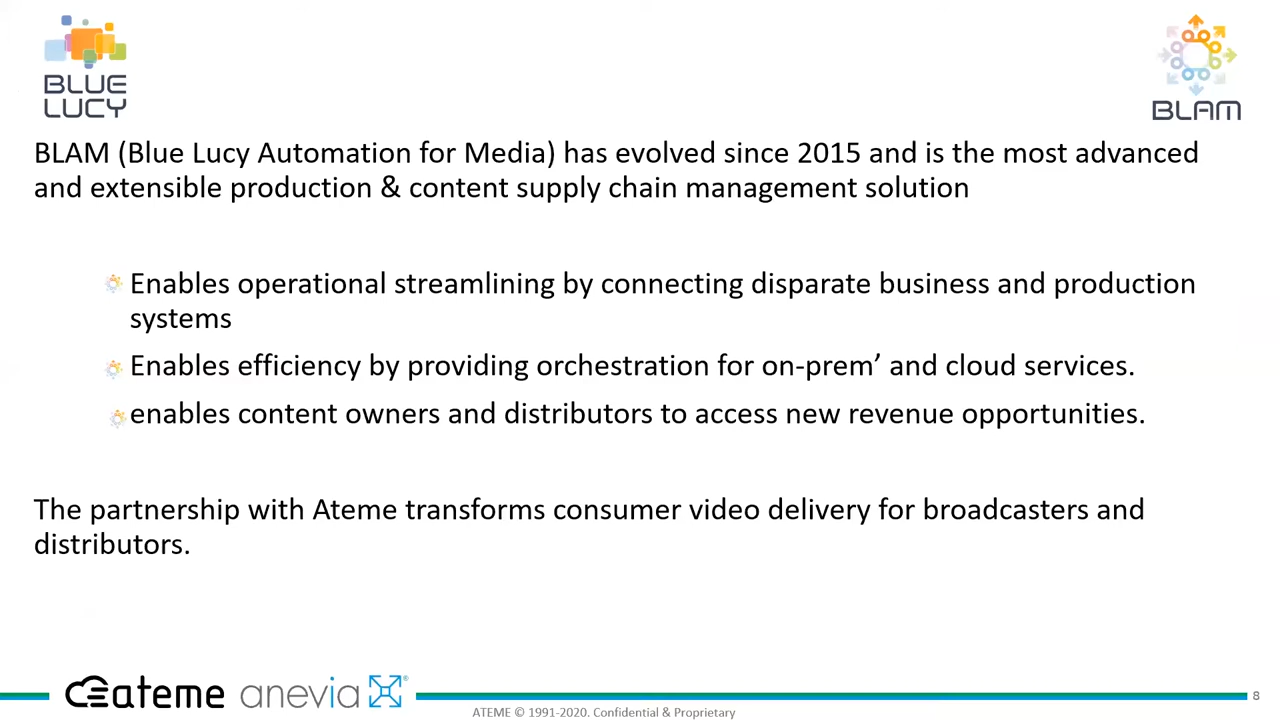 BLUE
LUCY
BLAM
BLAM (Blue Lucy Automation for Media) has evolved since 2015 and is the most advanced
and extensible production & content supply chain management solution
Enables operational streamlining by connecting disparate business and production
systems
Enables efficiency by providing orchestration for on-prem’ and cloud services.
enables content owners and distributors to access new revenue opportunities.
The partnership with Ateme transforms consumer video delivery for broadcasters and
distributors.
ateme anevia ®
8
ATEME © 1991-2020. Confidential & Proprietary